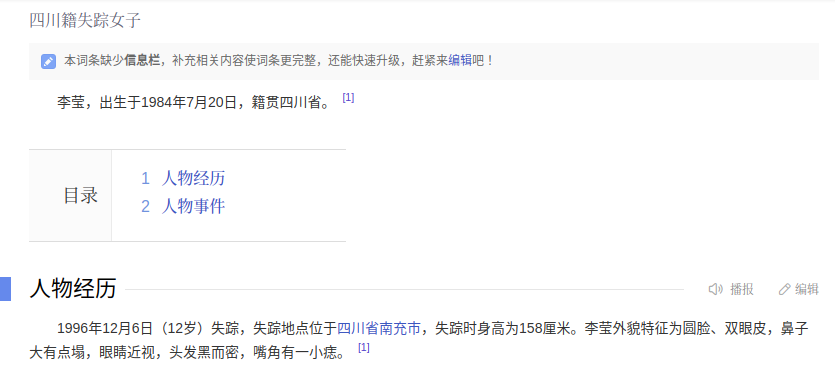 四川籍失踪女子
本词条缺少信息栏，补充相关内容使词条更完整，还能快速升级，赶紧来编辑吧！
李莹，出生于1984年7月20日，籍贯四川省。 [1]
目录
1 人物经历
2 人物事件
人物经历 播报 编辑
1996年12月6日（12岁）失踪，失踪地点位于四川省南充市，失踪时身高为158厘米。李莹外貌特征为圆脸、双眼皮，鼻子
大有点塌，眼睛近视，头发黑而密，嘴角有一小痣。 [1]